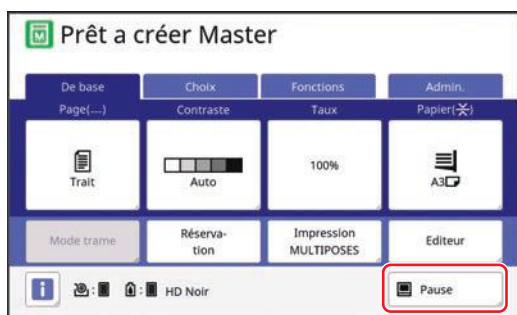 Prêt a créer Master
De base Choix Fonctions Admin.
Page(....) Contraste Taux Papier()
Trait Auto 100% A3
Mode trame Réserva-
tion Impression
MULTIPOSES Editeur
i : : HD Noir Pause